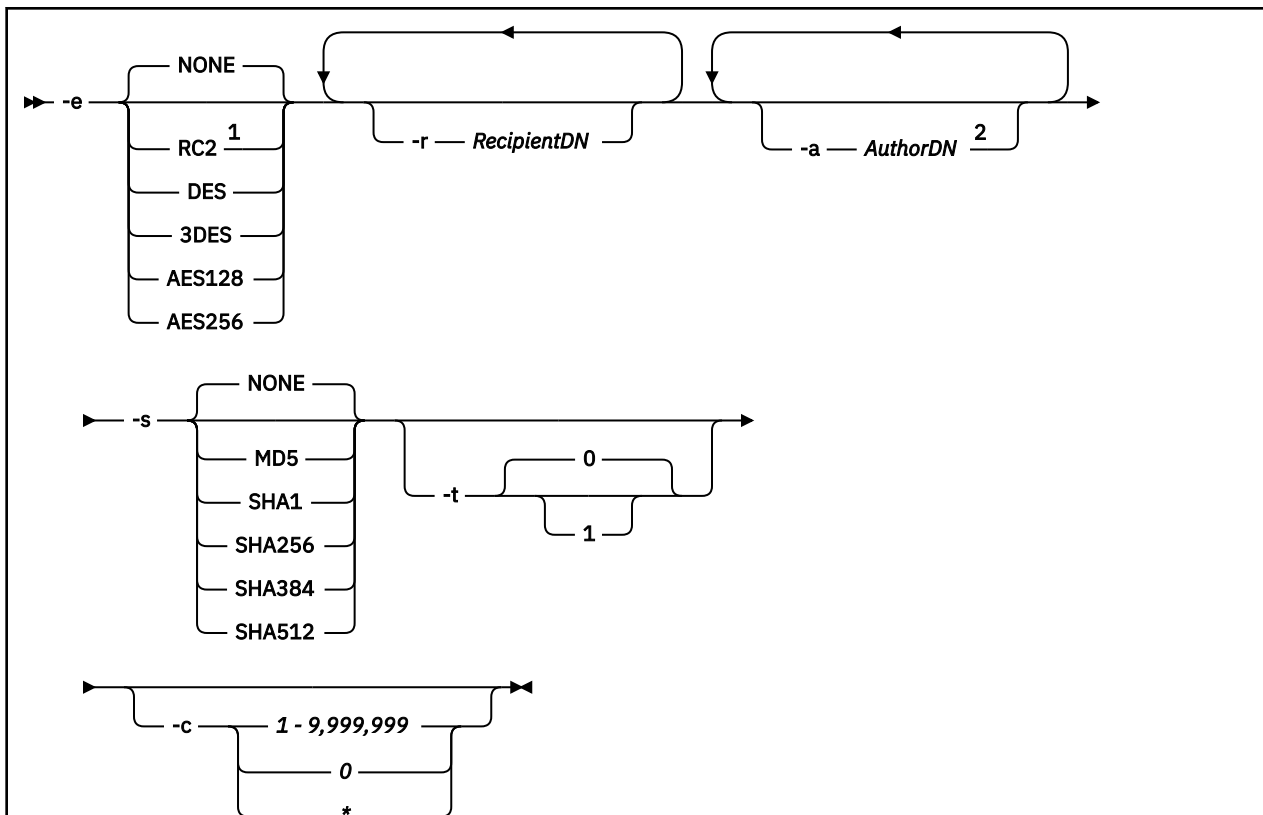 NONE
-e
RC2 1
DES
3DES
AES128
AES256
-r RecipientDN
-a AuthorDN 2
NONE
-s
MD5
SHA1
SHA256
SHA384
SHA512
0
-t
1
-c 1 - 9,999,999
0
*